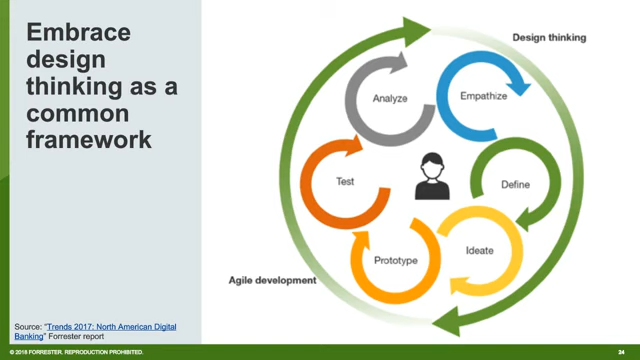 Embrace
design
thinking as a
common
framework
Design thinking
Analyze
Empathize
Test
Define
Prototype
Ideate
Agile development
Source: “Trends 2017: North American Digital
Banking” Forrester report
© 2018 FORRESTER. REPRODUCTION PROHIBITED.
24